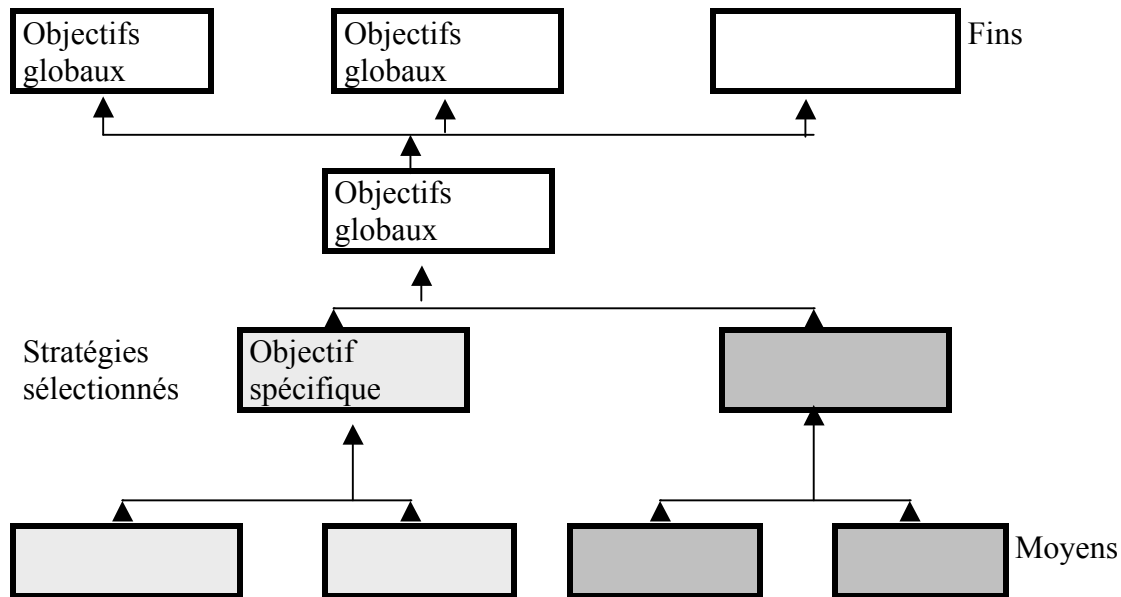 Objectifs
globaux
Objectifs
globaux
Fins
Objectifs
globaux
Stratégies
sélectionnés
Objectif
spécifique
Moyens